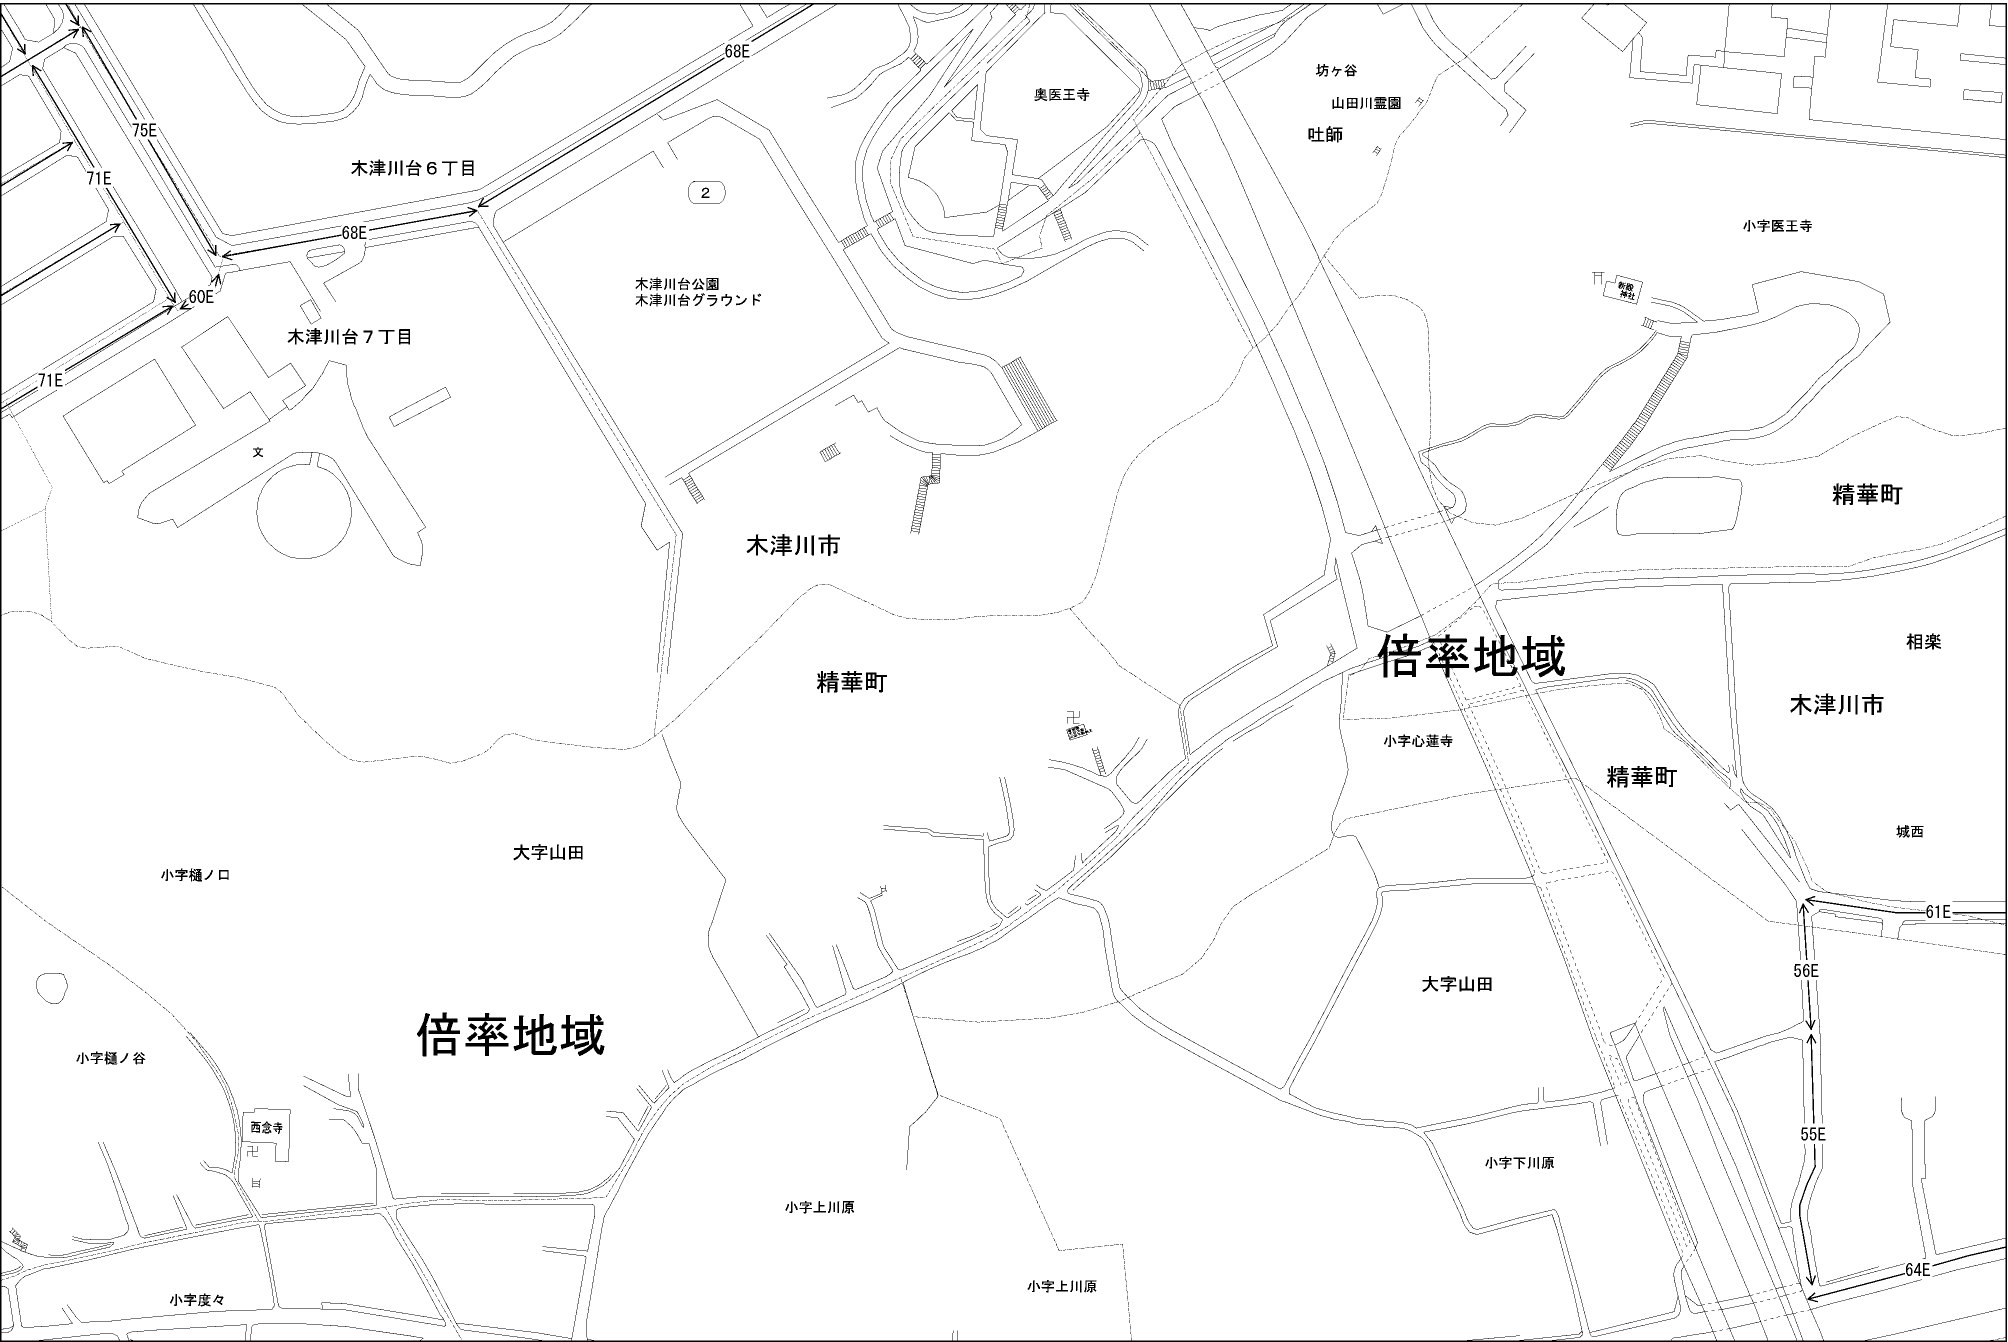 68E
坊ヶ谷
奥医王寺
山田川霊園
75E
吐師
木津川台６丁目
71E
2
小字医王寺
68E
木津川台公園
木津川台グラウンド
新殿
神社
60E
木津川台７丁目
71E
文
精華町
木津川市
相楽
倍率地域
精華町
木津川市
小字心蓮寺
精華町
城西
大字山田
小字樋ノ口
61E
56E
大字山田
倍率地域
小字樋ノ谷
西念寺
55E
小字下川原
小字上川原
64E
小字上川原
小字度々